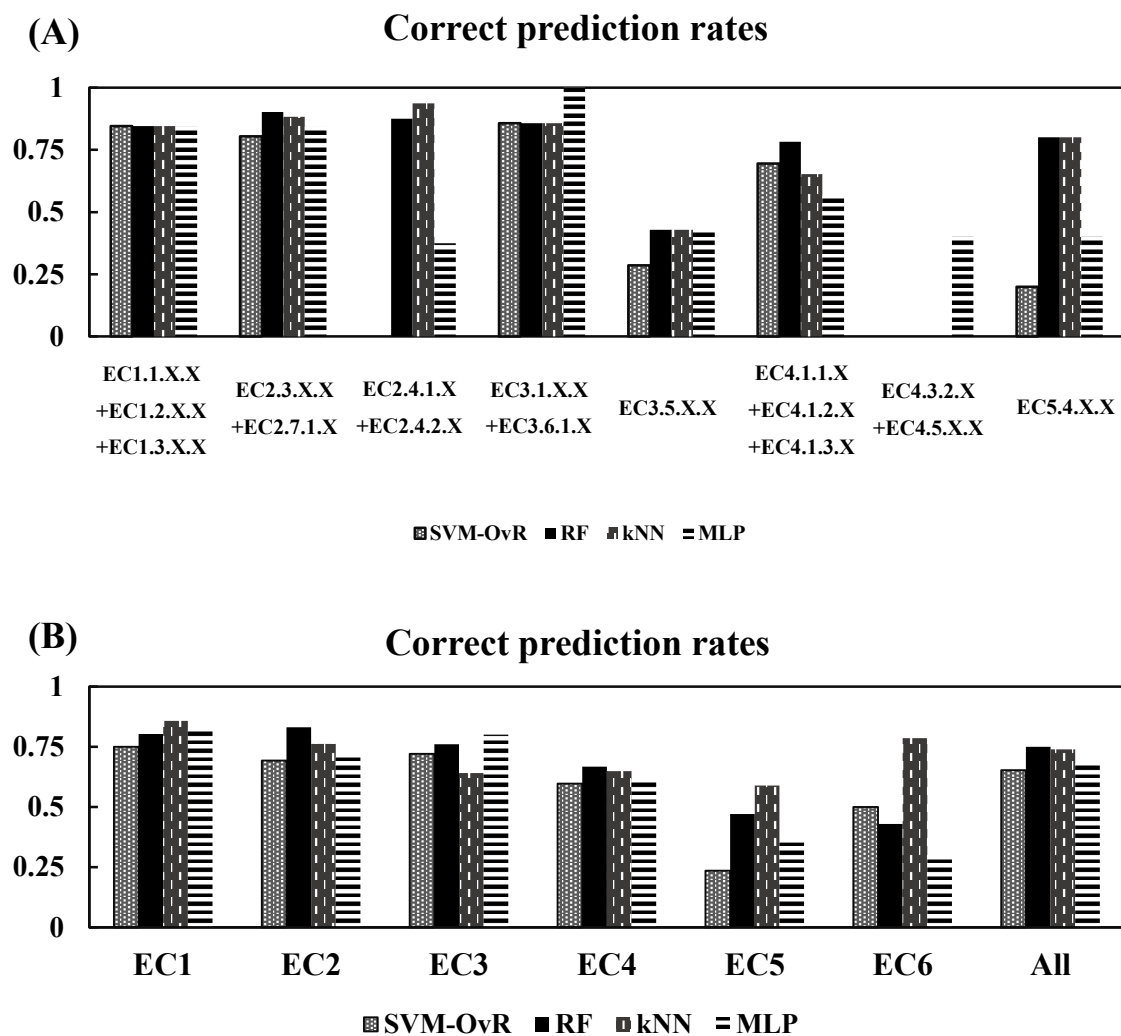 (A)
Correct prediction rates
1
0.75
0.5
0.25
0
EC1.1.X.X
+EC1.2.X.X
+EC1.3.X.X
EC2.3.X.X
+EC2.7.1.X
EC2.4.1.X
+EC2.4.2.X
EC3.1.X.X
+EC3.6.1.X
EC3.5.X.X
EC4.1.1.X
+EC4.1.2.X
+EC4.1.3.X
EC4.3.2.X
+EC4.5.X.X
EC5.4.X.X
SVM-OvR RF kNN MLP
(B)
Correct prediction rates
1
0.75
0.5
0.25
0
EC1 EC2 EC3 EC4 EC5 EC6 All
SVM-OvR RF kNN MLP